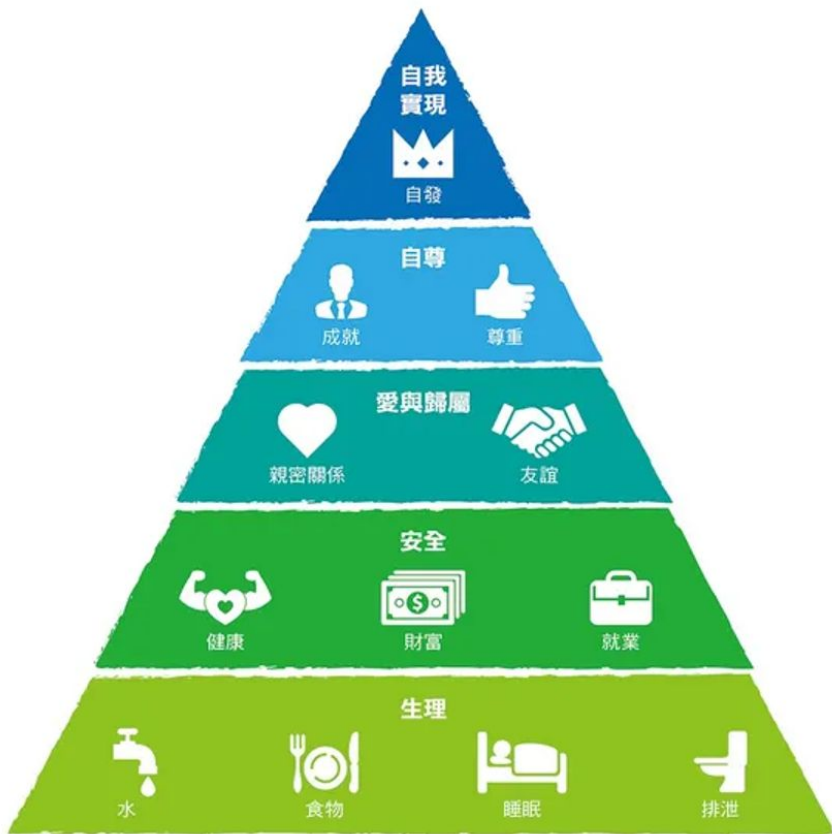 自我
實現
自發
自尊
成就 尊重
愛與歸屬
親密關係 友誼
安全
健康 財富 就業
生理
水 食物 睡眠 排泄